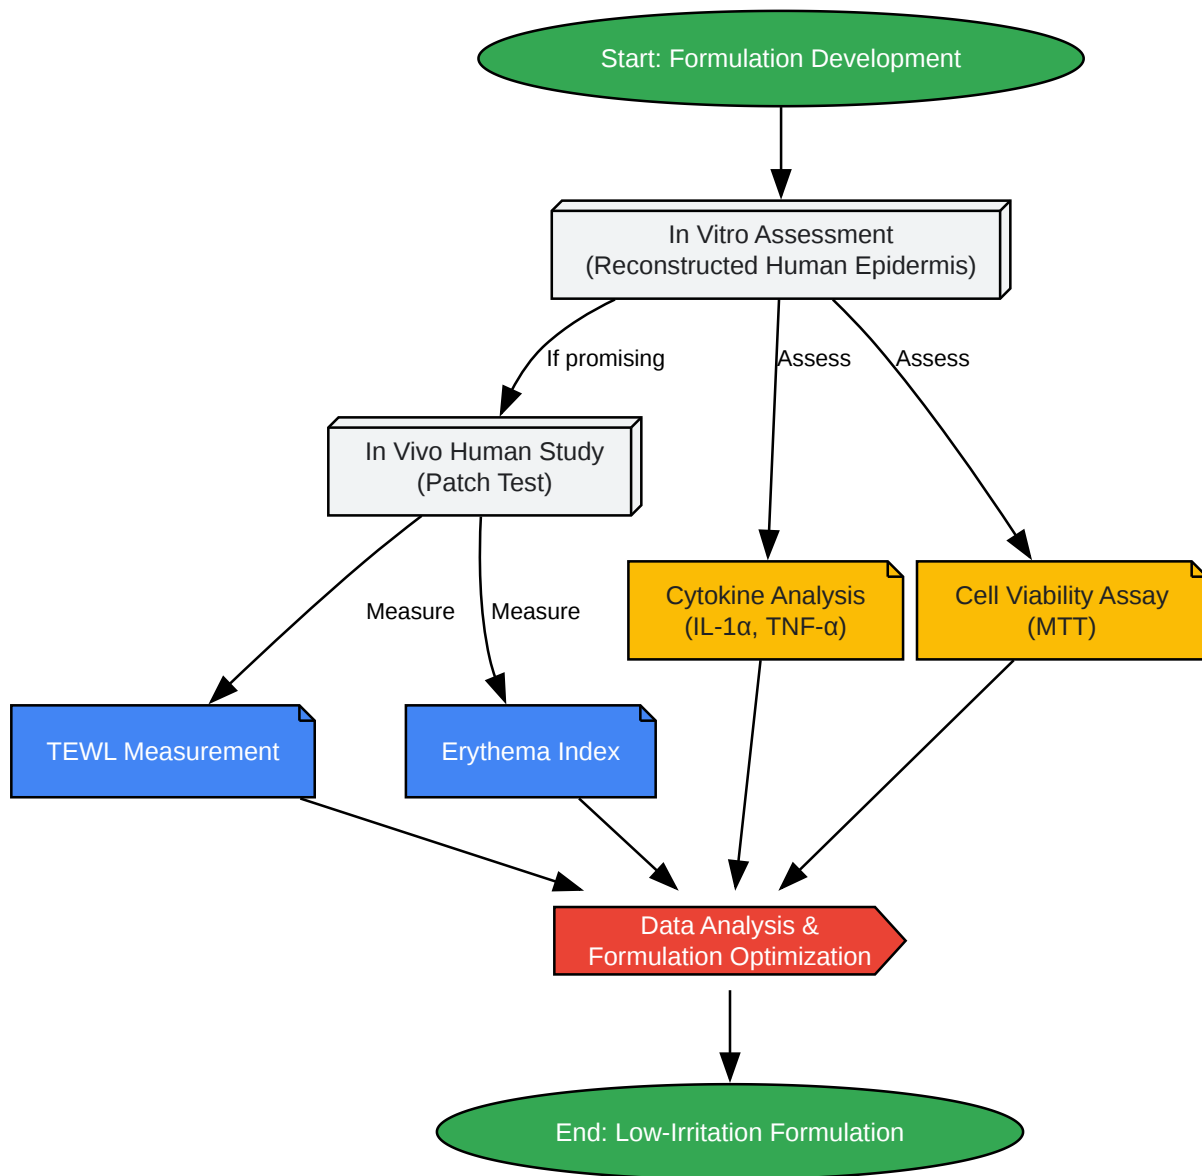 Start: Formulation Development
In Vitro Assessment
(Reconstructed Human Epidermis)
If promising
Assess
Assess
In Vivo Human Study
(Patch Test)
Cytokine Analysis
(IL-1α, TNF-α)
Cell Viability Assay
(MTT)
Measure
Measure
TEWL Measurement
Erythema Index
Data Analysis &
Formulation Optimization
End: Low-Irritation Formulation